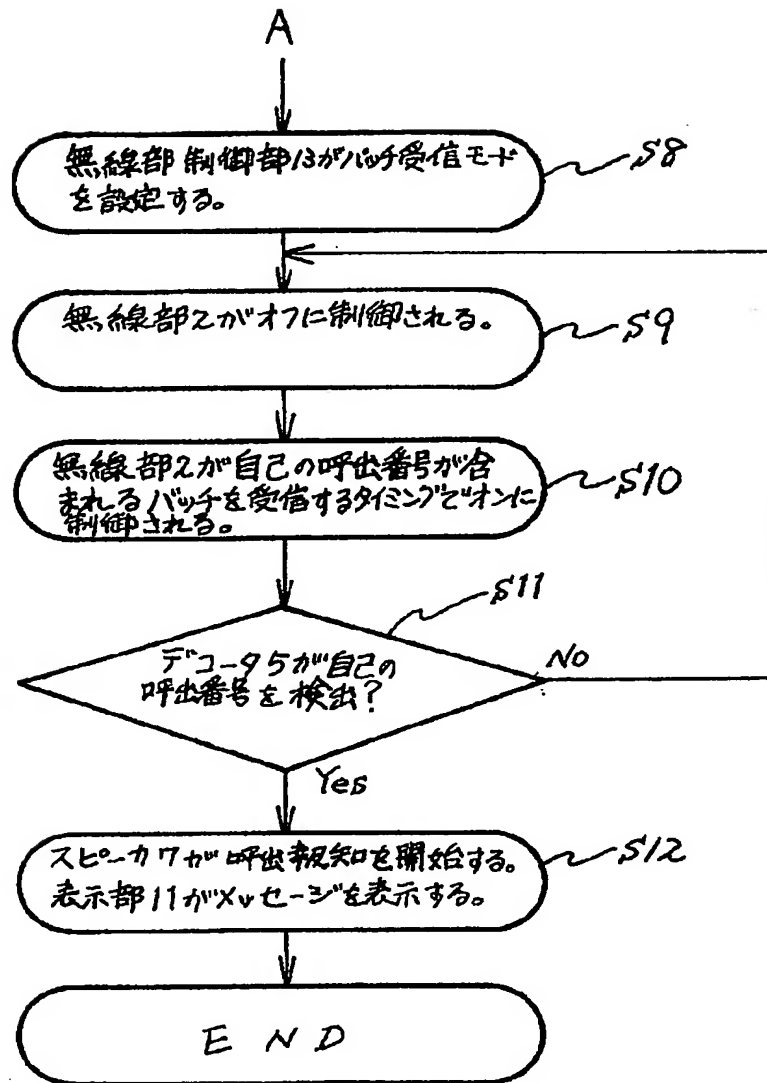 A
無線部制御部13がバッチ受信モード
を設定する。
S8
無線部2がオフに制御される。
S9
無線部2が自己の呼出番号が含
まれるバッチを受信するタイミングでオンに
制御される。
S10
S11
デコータ5が自己の
呼出番号を検出?
No
Yes
スピーカ7が呼出報知を開始する。
表示部11がメッセージを表示する。
S12
END